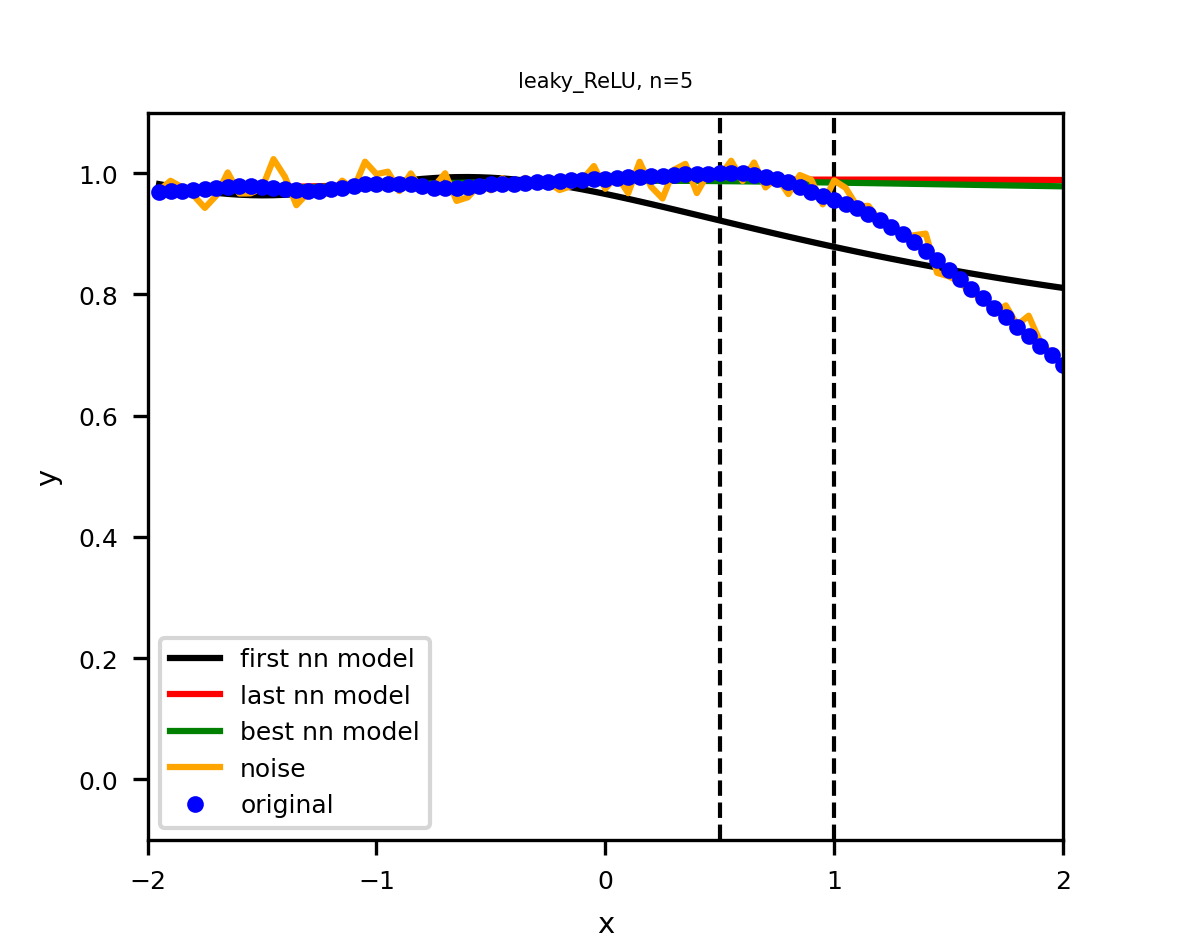 leaky_ReLU, n=5
1.0
0.8
0.6
0.4
0.2
0.0
y
first nn model
last nn model
best nn model
noise
original
−2
−1
0
1
2
x